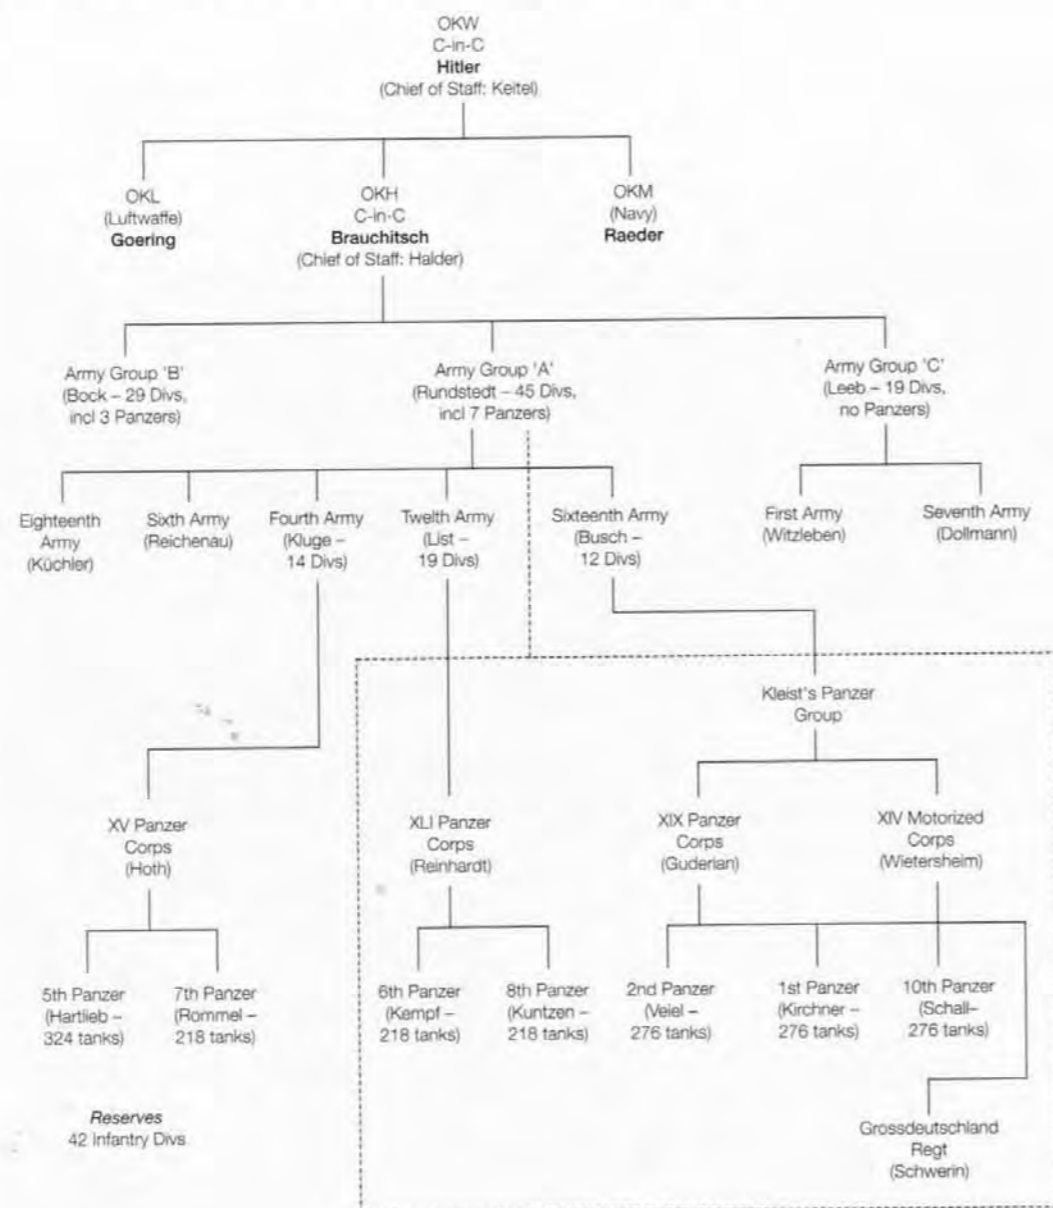 OKW
C-in-C
Hitler
(Chief of Staff: Keitel)
OKL
(Luftwaffe)
Goering
OKH
C-in-C
Brauchitsch
(Chief of Staff: Halder)
OKM
(Navy)
Raeder
Army Group 'B'
(Bock – 29 Divs,
incl 3 Panzers)
Army Group 'A'
(Rundstedt – 45 Divs,
incl 7 Panzers)
Army Group 'C'
(Leeb – 19 Divs,
no Panzers)
Eighteenth
Army
(Küchler)
Sixth Army
(Reichenau)
Fourth Army
(Kluge –
14 Divs)
Twelth Army
(List –
19 Divs)
Sixteenth Army
(Busch –
12 Divs)
First Army
(Witzleben)
Seventh Army
(Dollmann)
Kleist's Panzer
Group
XV Panzer
Corps
(Hoth)
XLI Panzer
Corps
(Reinhardt)
XIX Panzer
Corps
(Guderian)
XIV Motorized
Corps
(Wietersheim)
5th Panzer
(Hartlieb –
324 tanks)
7th Panzer
(Rommel –
218 tanks)
6th Panzer
(Kempf –
218 tanks)
8th Panzer
(Kuntzen –
218 tanks)
2nd Panzer
(Veiel –
276 tanks)
1st Panzer
(Kirchner –
276 tanks)
10th Panzer
(Schall–
276 tanks)
Reserves
42 Infantry Divs
Grossdeutschland
Regt
(Schwerin)